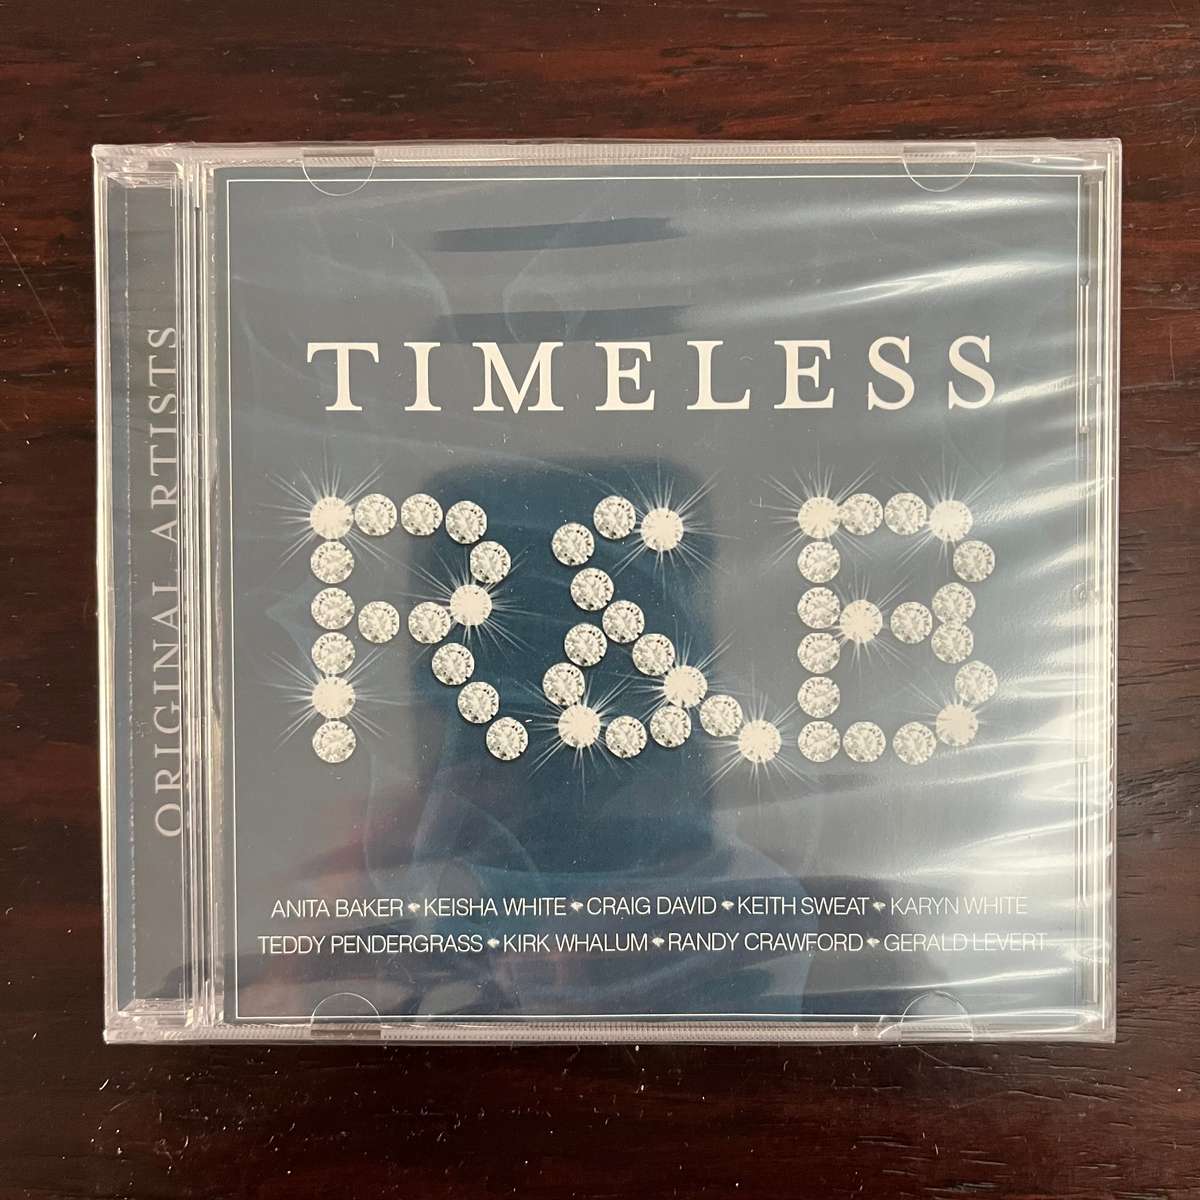 ORIGINAL ARTISTS
TIMELESS
R&B
ANITA BAKER KEISHA WHITE CRAIG DAVID KEITH SWEAT KARYN WHITE
TEDDY PENDERGRASS KIRK WHALUM RANDY CRAWFORD GERALD LEVERT